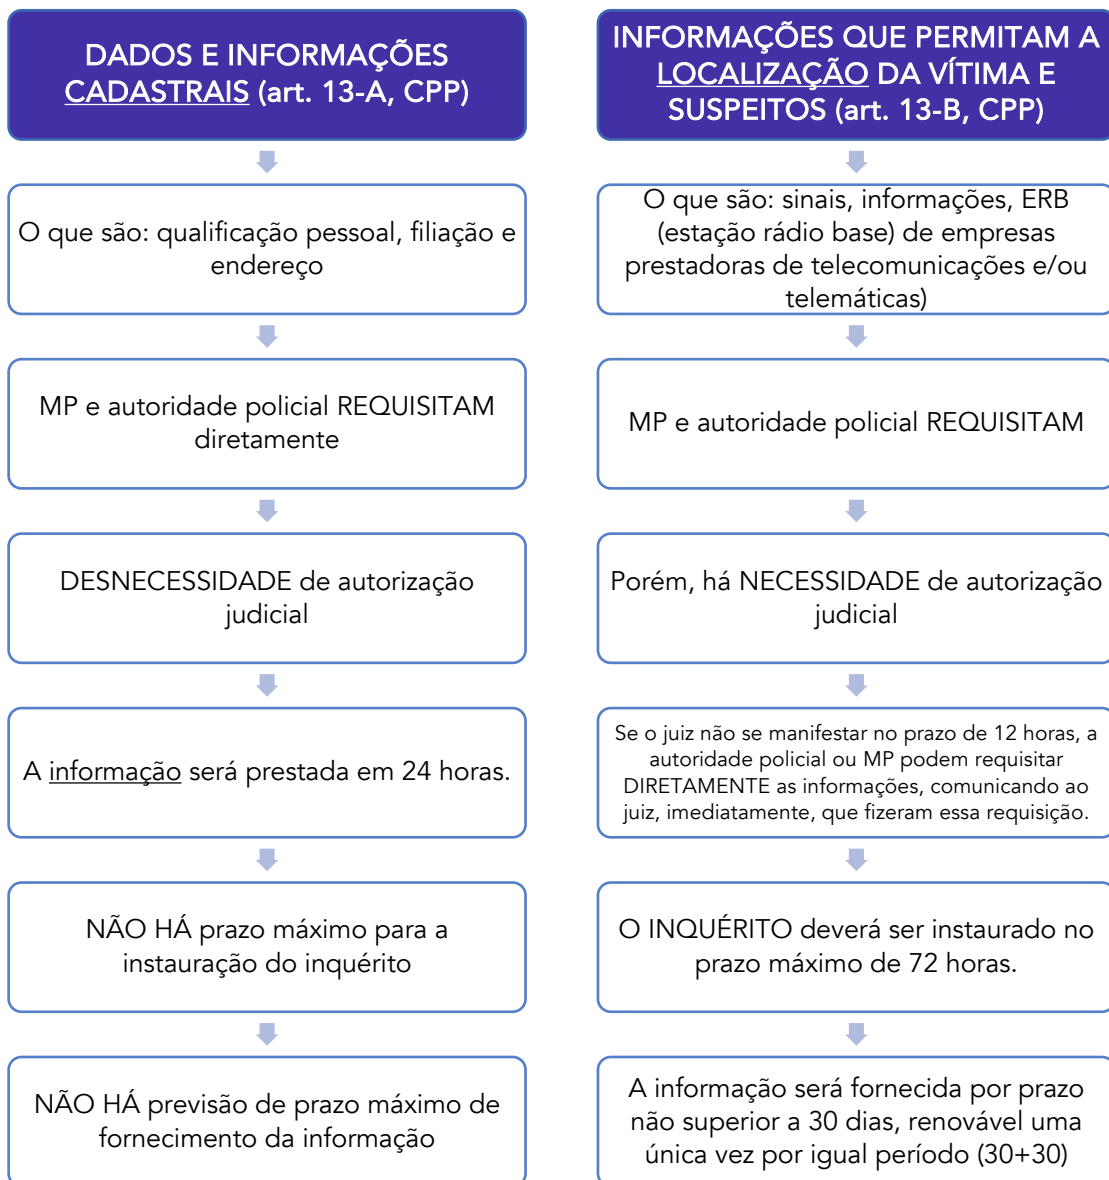 DADOS E INFORMAÇÕES
CADASTRAIS (art. 13-A, CPP)
O que são: qualificação pessoal, filiação e
endereço
MP e autoridade policial REQUISITAM
diretamente
DESNECESSIDADE de autorização
judicial
A informação será prestada em 24 horas.
NÃO HÁ prazo máximo para a
instauração do inquérito
NÃO HÁ previsão de prazo máximo de
fornecimento da informação
INFORMAÇÕES QUE PERMITAM A
LOCALIZAÇÃO DA VÍTIMA E
SUSPEITOS (art. 13-B, CPP)
O que são: sinais, informações, ERB
(estação rádio base) de empresas
prestadoras de telecomunicações e/ou
telemáticas)
MP e autoridade policial REQUISITAM
Porém, há NECESSIDADE de autorização
judicial
Se o juiz não se manifestar no prazo de 12 horas, a
autoridade policial ou MP podem requisitar
DIRETAMENTE as informações, comunicando ao
juiz, imediatamente, que fizeram essa requisição.
O INQUÉRITO deverá ser instaurado no
prazo máximo de 72 horas.
A informação será fornecida por prazo
não superior a 30 dias, renovável uma
única vez por igual período (30+30)